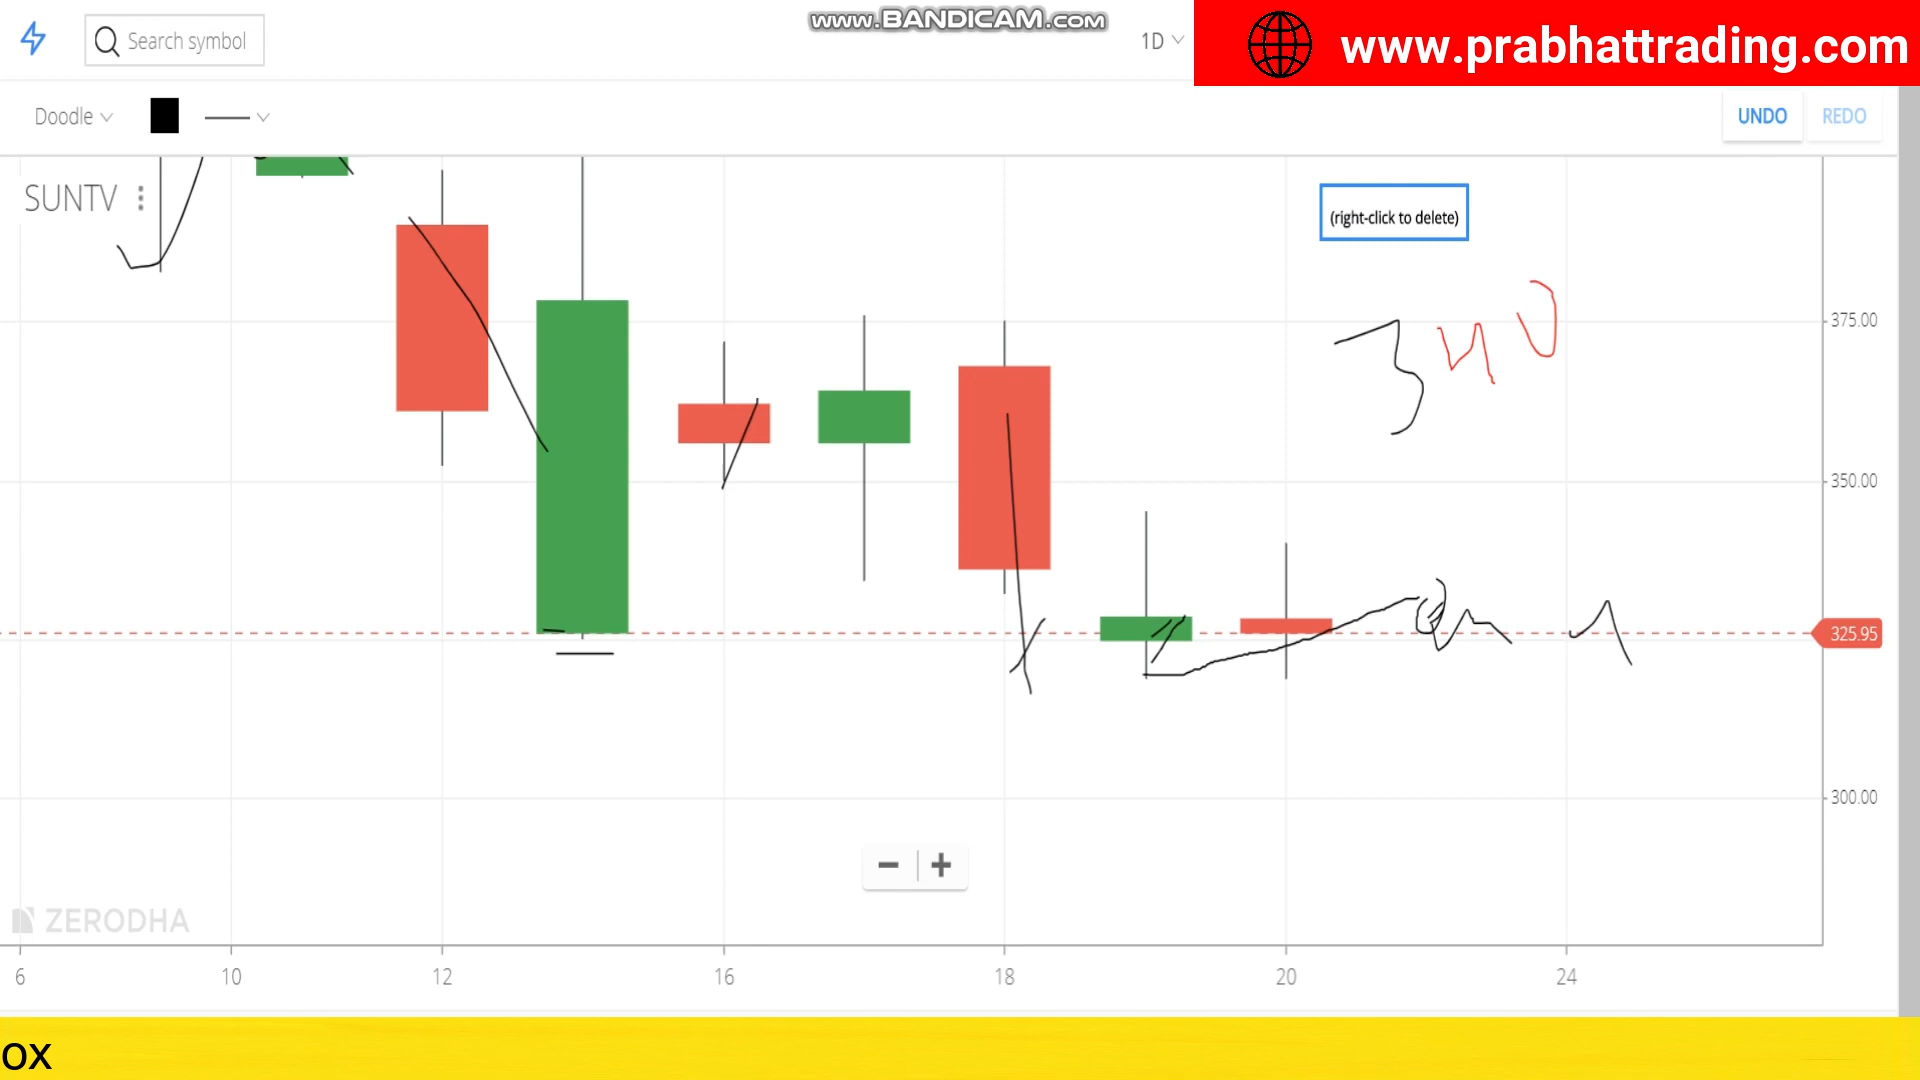 www.BANDICAM.com
Search symbol
1D
www.prabhattrading.com
Doodle
UNDO
REDO
SUNTV
(right-click to delete)
340
375.00
350.00
325.95
300.00
ZERODHA
6 10 12 16 18 20 24
ox